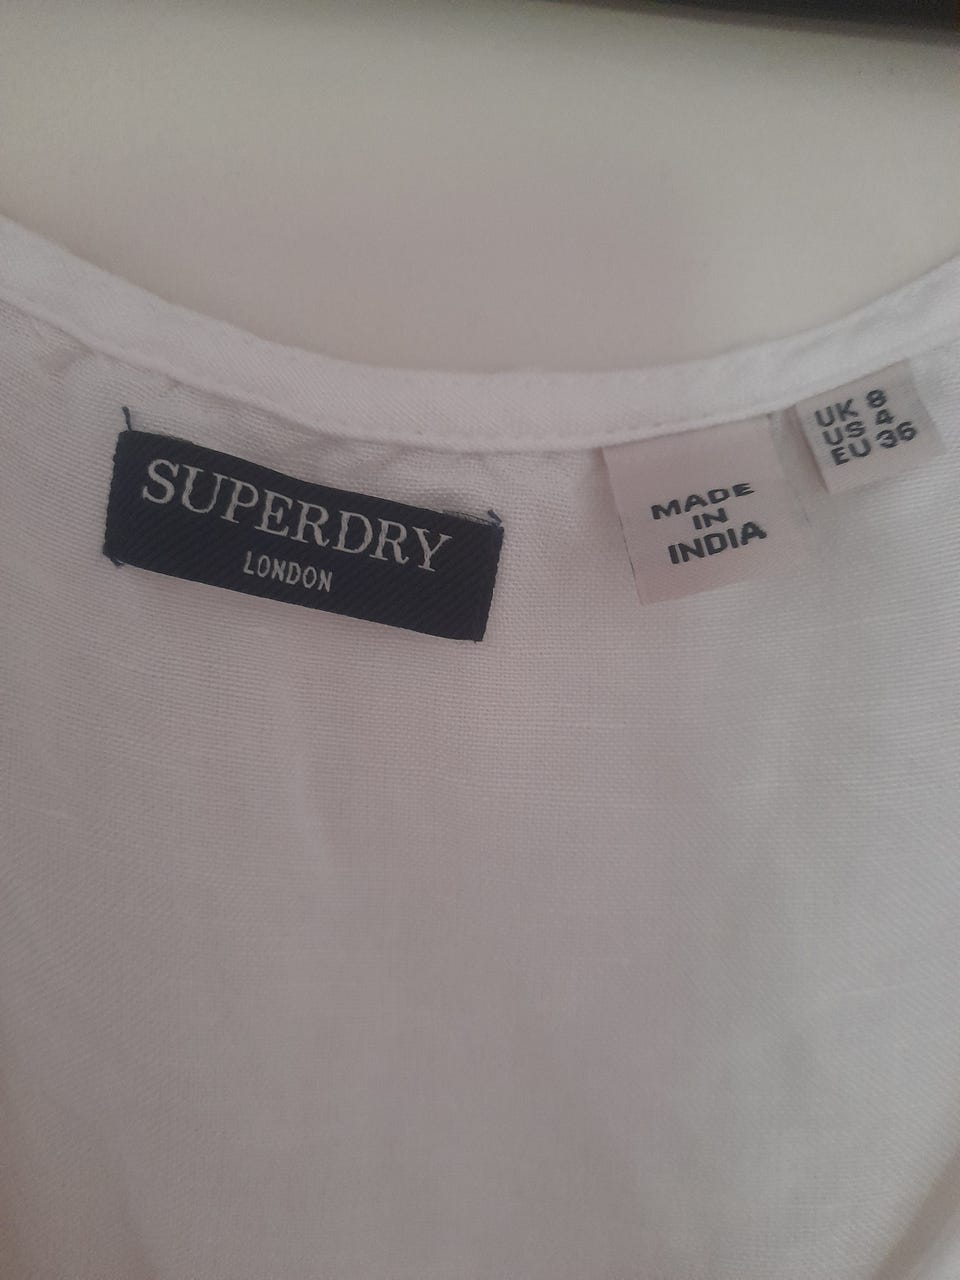 SUPERDRY
LONDON
MADE
IN
INDIA
UK 8
US 4
EU 36